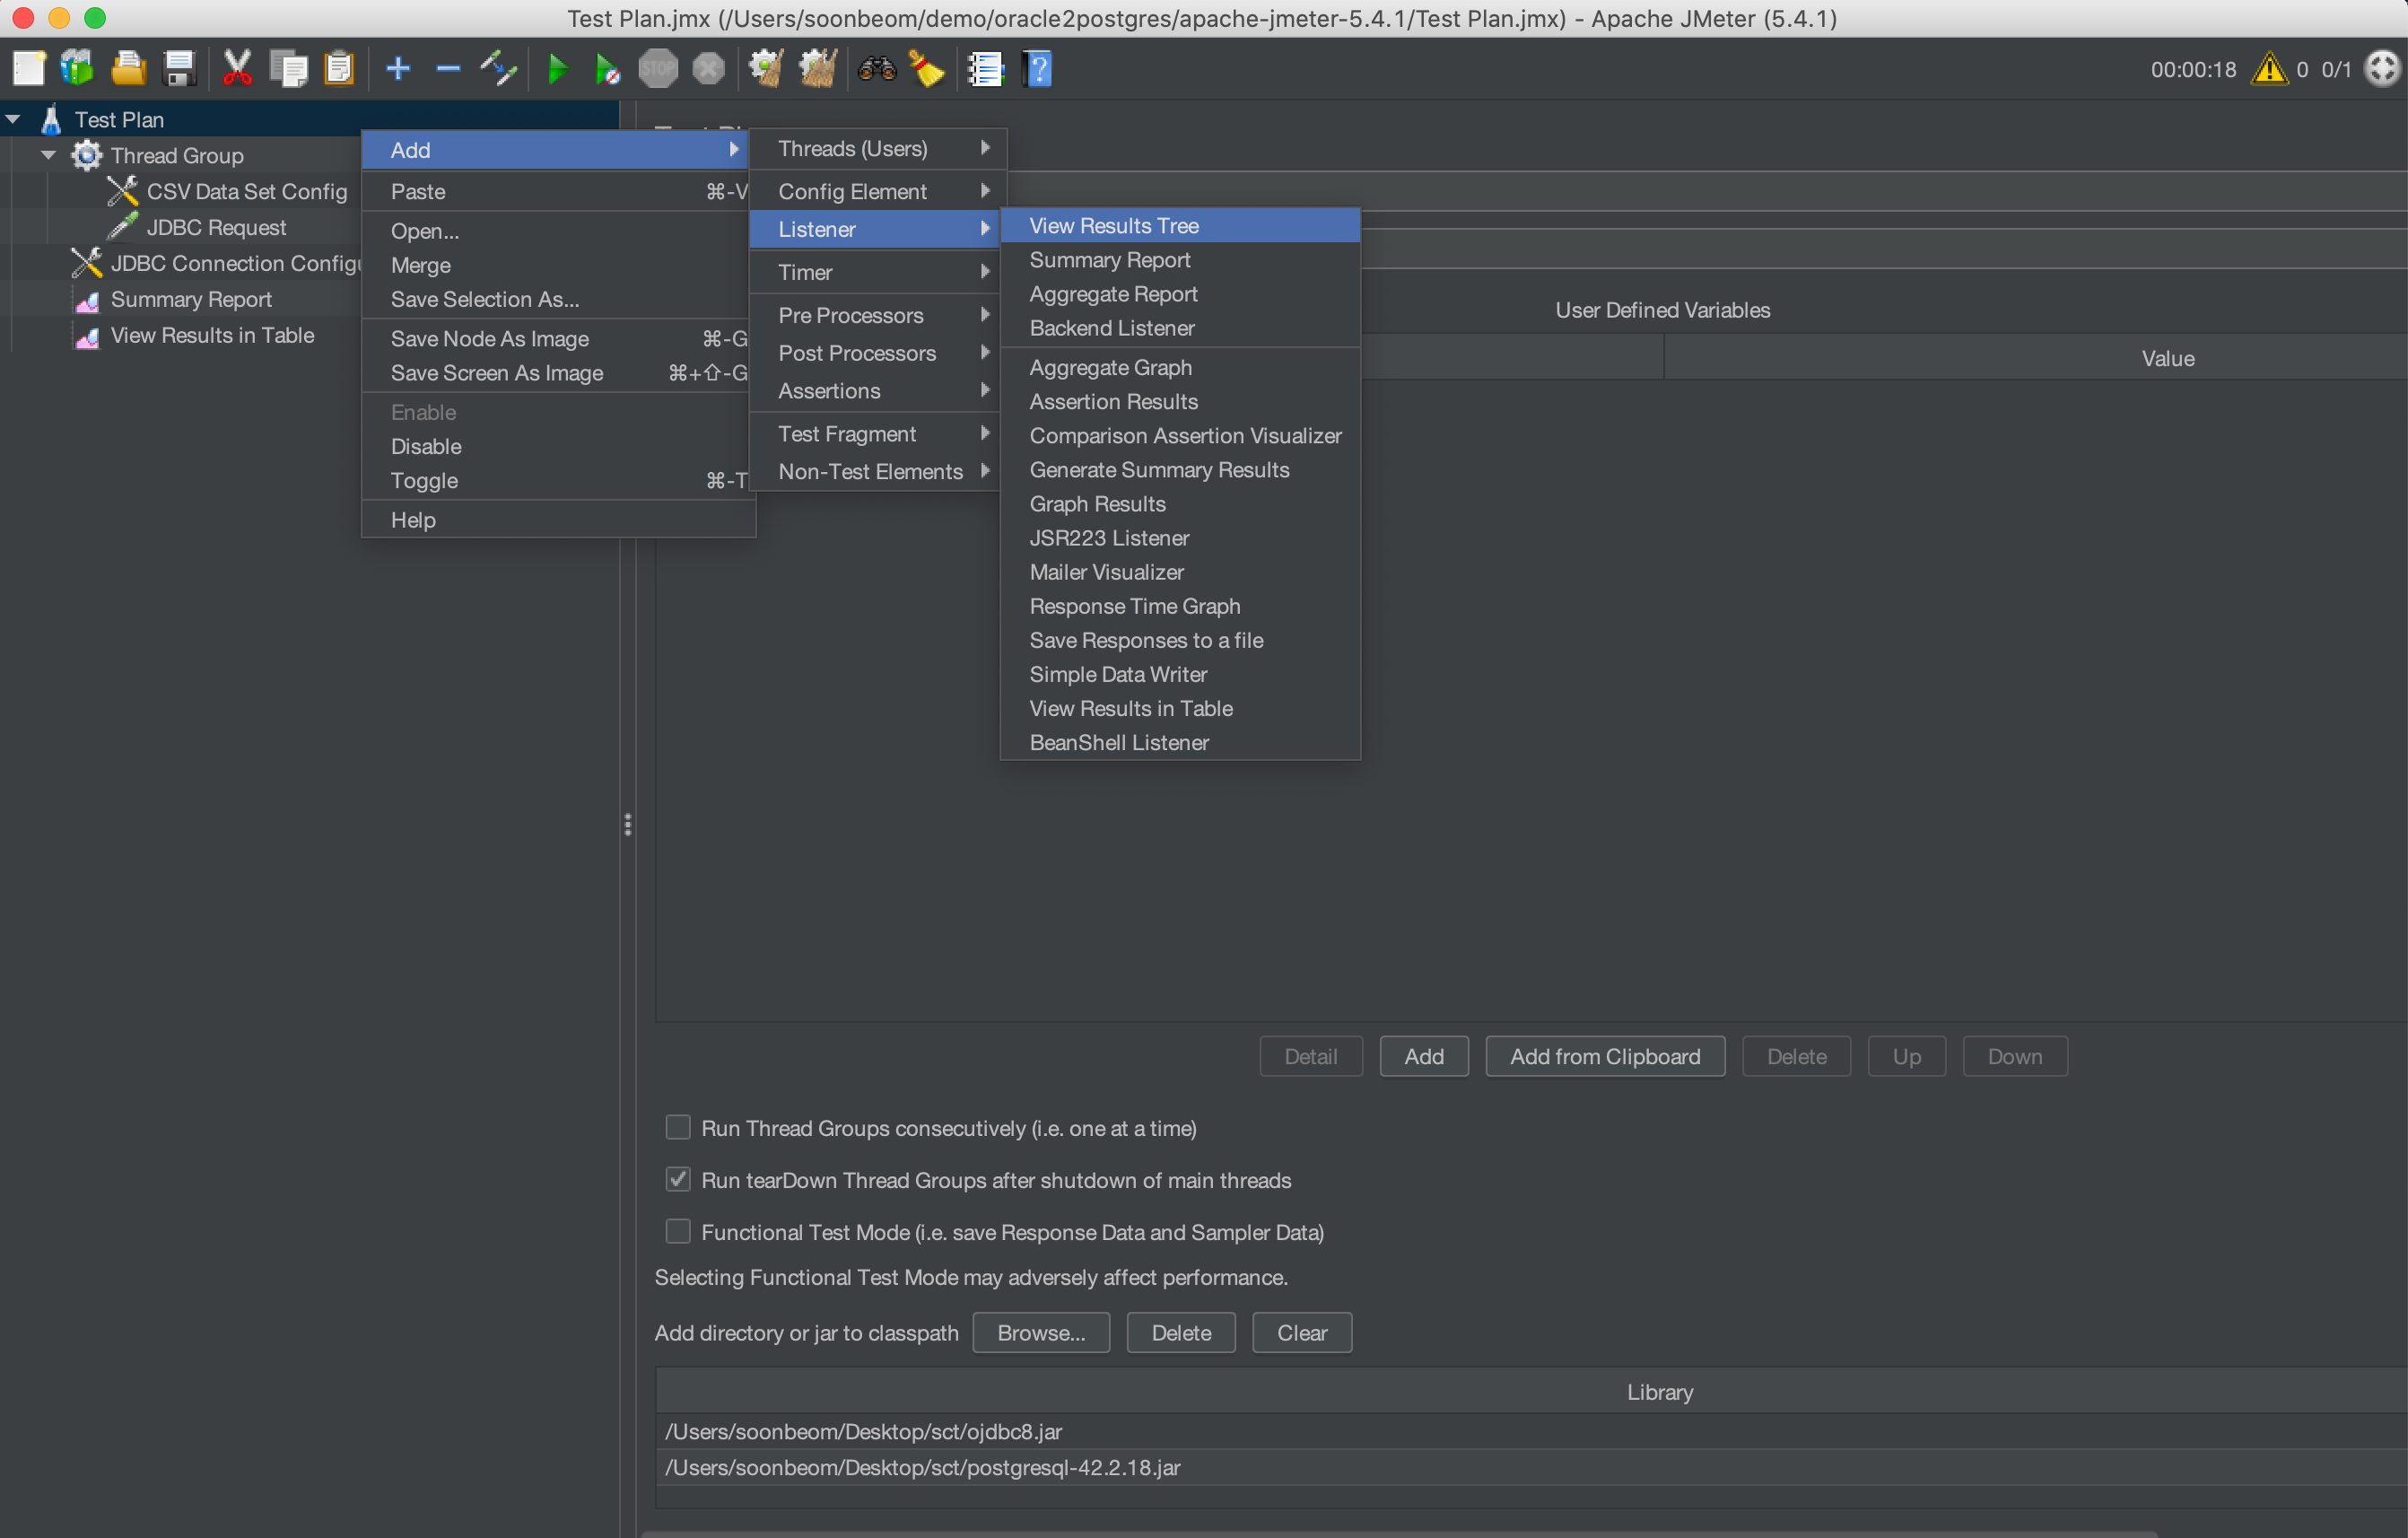 Test Plan.jmx (/Users/soonbeom/demo/oracle2postgres/apache-jmeter-5.4.1/Test Plan.jmx) - Apache JMeter (5.4.1)
STOP
?
00:00:18
0 0/1
Test Plan
Thread Group
CSV Data Set Config
JDBC Request
JDBC Connection Config
Summary Report
View Results in Table
Add
Paste ⌘-V
Open...
Merge
Save Selection As...
Save Node As Image ⌘-G
Save Screen As Image ⌘+⇧-G
Enable
Disable
Toggle ⌘-T
Help
Threads (Users)
Config Element
Listener
Timer
Pre Processors
Post Processors
Assertions
Test Fragment
Non-Test Elements
View Results Tree
Summary Report
Aggregate Report
Backend Listener
Aggregate Graph
Assertion Results
Comparison Assertion Visualizer
Generate Summary Results
Graph Results
JSR223 Listener
Mailer Visualizer
Response Time Graph
Save Responses to a file
Simple Data Writer
View Results in Table
BeanShell Listener
User Defined Variables
Value
Detail Add Add from Clipboard Delete Up Down
Run Thread Groups consecutively (i.e. one at a time)
Run tearDown Thread Groups after shutdown of main threads
Functional Test Mode (i.e. save Response Data and Sampler Data)
Selecting Functional Test Mode may adversely affect performance.
Add directory or jar to classpath Browse... Delete Clear
Library
/Users/soonbeom/Desktop/sct/ojdbc8.jar
/Users/soonbeom/Desktop/sct/postgresql-42.2.18.jar